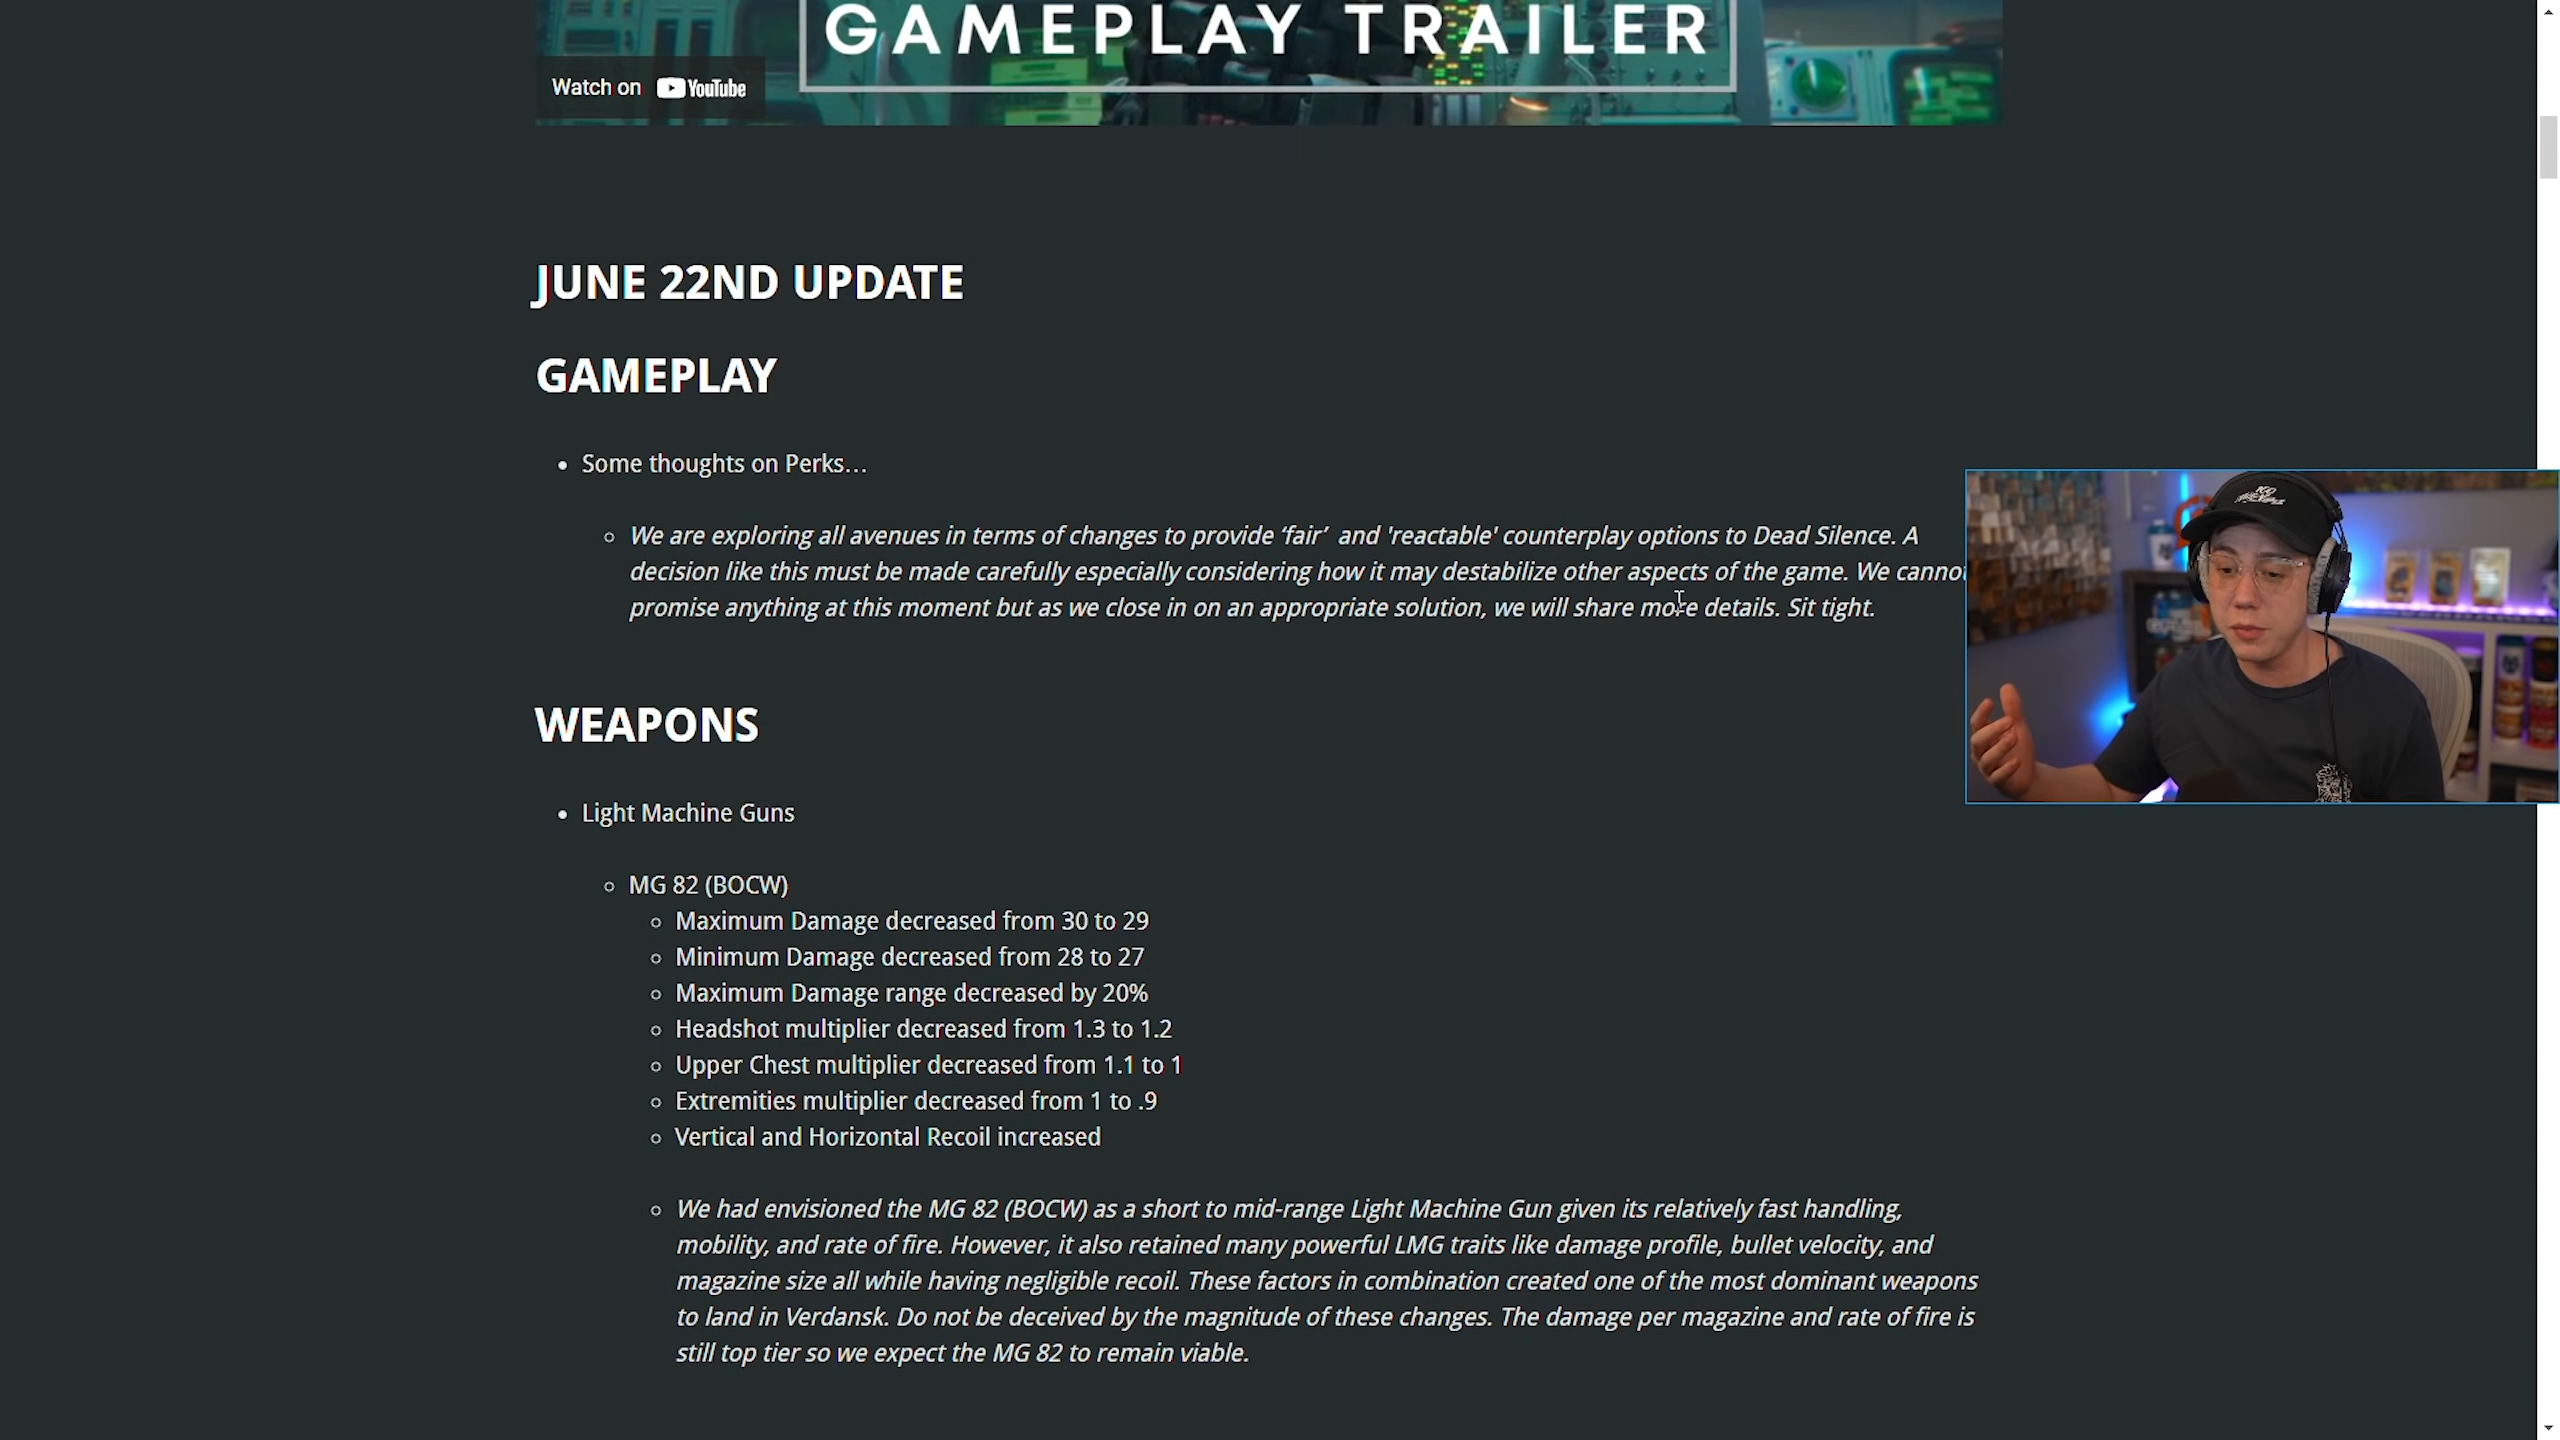 GAMEPLAY TRAILER
Watch on YouTube
JUNE 22ND UPDATE
GAMEPLAY
Some thoughts on Perks…
We are exploring all avenues in terms of changes to provide ‘fair’ and 'reactable' counterplay options to Dead Silence. A
decision like this must be made carefully especially considering how it may destabilize other aspects of the game. We cannot
promise anything at this moment but as we close in on an appropriate solution, we will share more details. Sit tight.
WEAPONS
Light Machine Guns
MG 82 (BOCW)
Maximum Damage decreased from 30 to 29
Minimum Damage decreased from 28 to 27
Maximum Damage range decreased by 20%
Headshot multiplier decreased from 1.3 to 1.2
Upper Chest multiplier decreased from 1.1 to 1
Extremities multiplier decreased from 1 to .9
Vertical and Horizontal Recoil increased
We had envisioned the MG 82 (BOCW) as a short to mid-range Light Machine Gun given its relatively fast handling,
mobility, and rate of fire. However, it also retained many powerful LMG traits like damage profile, bullet velocity, and
magazine size all while having negligible recoil. These factors in combination created one of the most dominant weapons
to land in Verdansk. Do not be deceived by the magnitude of these changes. The damage per magazine and rate of fire is
still top tier so we expect the MG 82 to remain viable.